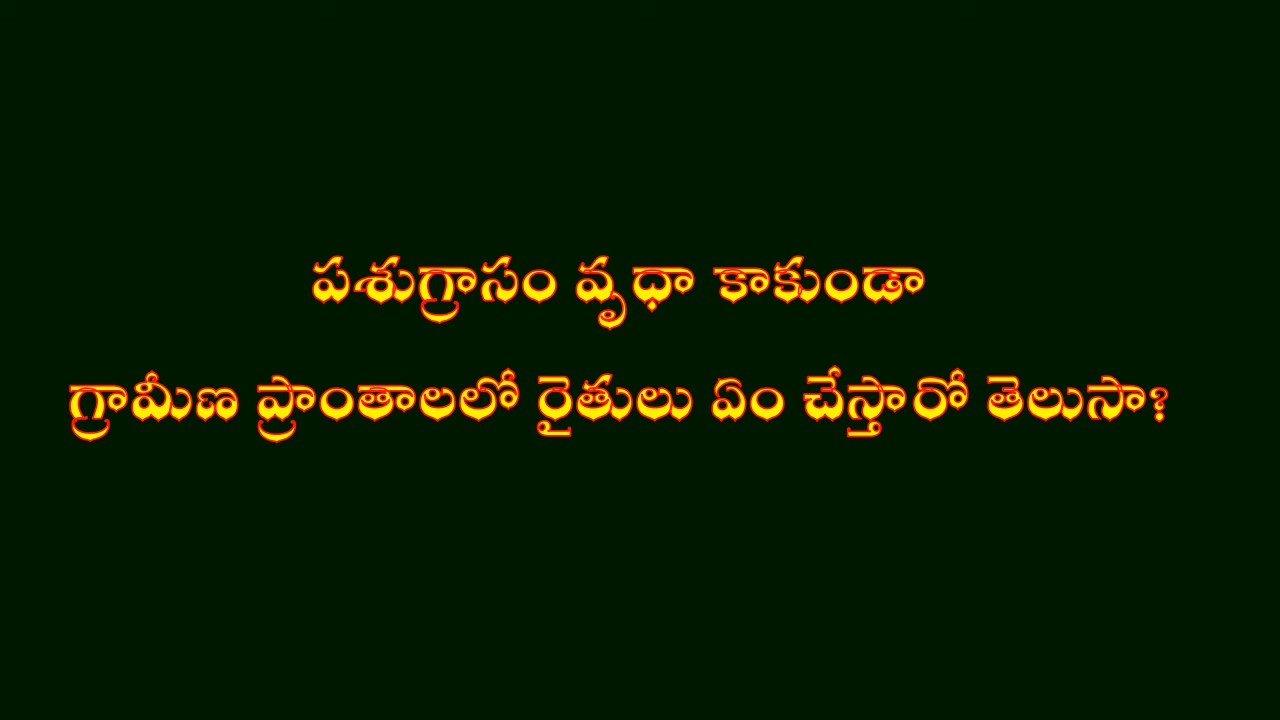 పశుగ్రాసం వృధా కాకుండా
గ్రామీణ ప్రాంతాలలో రైతులు ఏం చేస్తారో తెలుసా?